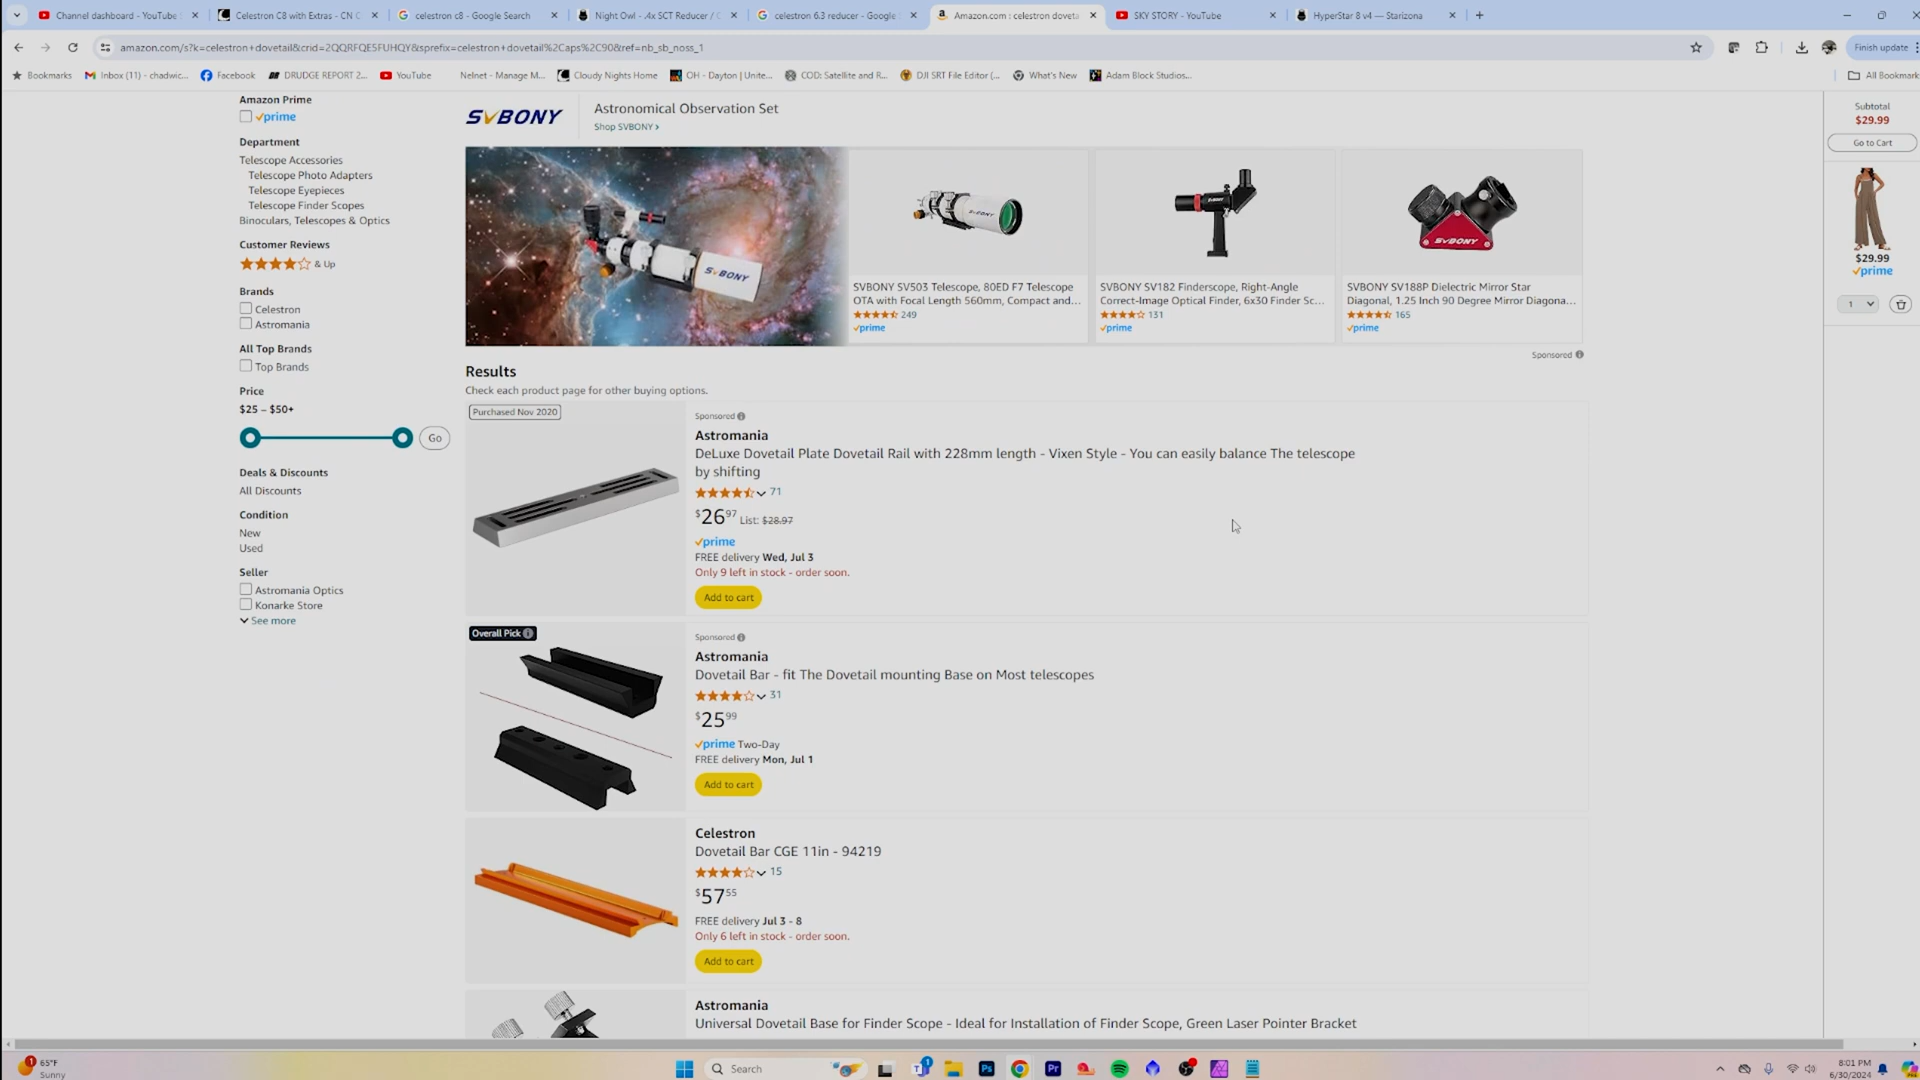 Channel dashboard - YouTube
Celestron C8 with Extras - CN C
celestron c8 - Google Search
Night Owl - .4x SCT Reducer / C
celestron 6.3 reducer - Google
Amazon.com : celestron doveta
SKY STORY - YouTube
HyperStar 8 v4 — Starizona
amazon.com/s?k=celestron+dovetail&crid=2QQRFQE5FUHQY&sprefix=celestron+dovetail%2Caps%2C90&ref=nb_sb_noss_1
Finish update
Bookmarks
Inbox (11) - chadwic...
Facebook
DRUDGE REPORT 2...
YouTube
Nelnet - Manage M...
Cloudy Nights Home
OH - Dayton | Unite...
COD: Satellite and R...
DJI SRT File Editor (...
What's New
Adam Block Studios...
All Bookmark
Amazon Prime
prime
Department
Telescope Accessories
Telescope Photo Adapters
Telescope Eyepieces
Telescope Finder Scopes
Binoculars, Telescopes & Optics
Customer Reviews
& Up
Brands
Celestron
Astromania
All Top Brands
Top Brands
Price
$25 – $50+
Go
Deals & Discounts
All Discounts
Condition
New
Used
Seller
Astromania Optics
Konarke Store
See more
SVBONY
Astronomical Observation Set
Shop SVBONY ›
SVBONY
SVBONY SV503 Telescope, 80ED F7 Telescope
OTA with Focal Length 560mm, Compact and...
249
prime
SVBONY SV182 Finderscope, Right-Angle
Correct-Image Optical Finder, 6x30 Finder Sc...
131
prime
SVBONY
SVBONY SV188P Dielectric Mirror Star
Diagonal, 1.25 Inch 90 Degree Mirror Diagona...
165
prime
Sponsored
Results
Check each product page for other buying options.
Purchased Nov 2020
Sponsored
Astromania
DeLuxe Dovetail Plate Dovetail Rail with 228mm length - Vixen Style - You can easily balance The telescope
by shifting
71
$26 97 List: $28.97
prime
FREE delivery Wed, Jul 3
Only 9 left in stock - order soon.
Add to cart
Overall Pick
Sponsored
Astromania
Dovetail Bar - fit The Dovetail mounting Base on Most telescopes
31
$25 99
prime Two-Day
FREE delivery Mon, Jul 1
Add to cart
Celestron
Dovetail Bar CGE 11in - 94219
15
$57 55
FREE delivery Jul 3 - 8
Only 6 left in stock - order soon.
Add to cart
Astromania
Universal Dovetail Base for Finder Scope - Ideal for Installation of Finder Scope, Green Laser Pointer Bracket
Subtotal
$29.99
Go to Cart
$29.99
prime
1
1
65°F
Sunny
Search
Ps
1
Pr
8:01 PM
6/30/2024